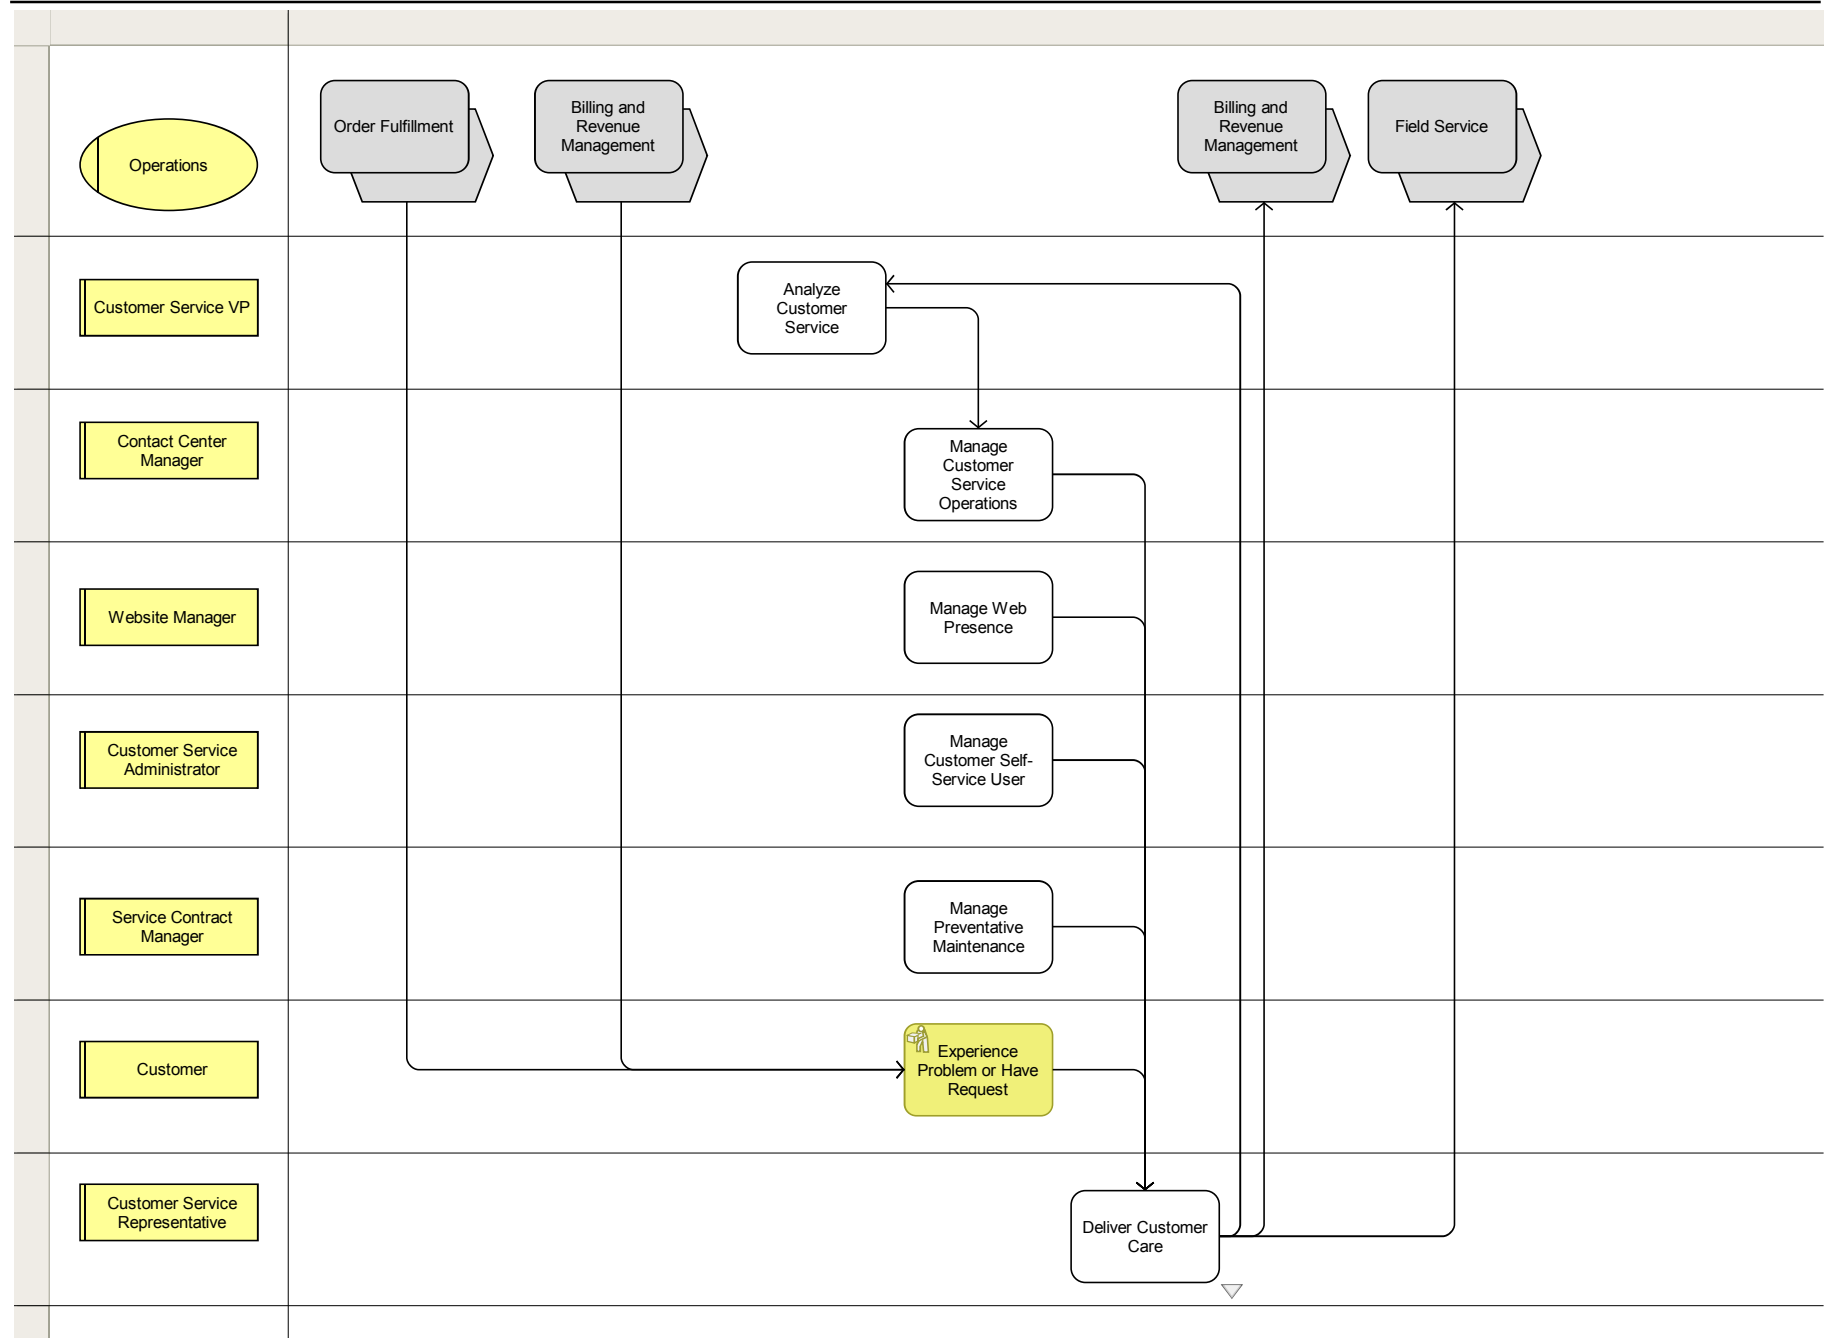 Operations
Order Fulfillment
Billing and
Revenue
Management
Billing and
Revenue
Management
Field Service
Customer Service VP
Analyze
Customer
Service
Contact Center
Manager
Manage
Customer
Service
Operations
Website Manager
Manage Web
Presence
Customer Service
Administrator
Manage
Customer Self-
Service User
Service Contract
Manager
Manage
Preventative
Maintenance
Customer
Experience
Problem or Have
Request
Customer Service
Representative
Deliver Customer
Care